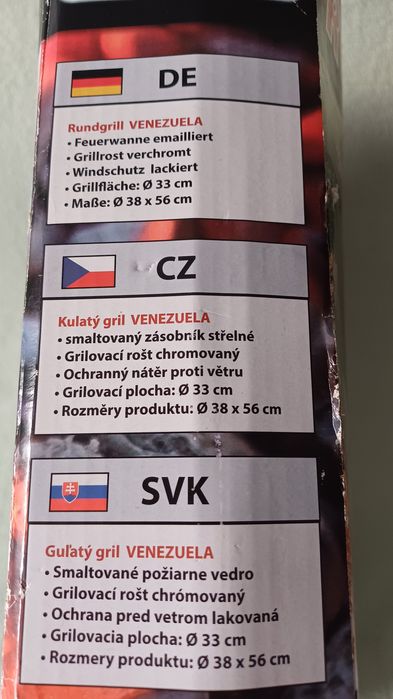 DE
Rundgrill VENEZUELA
• Feuerwanne emailliert
• Grillrost verchromt
• Windschutz lackiert
• Grillfläche: Ø 33 cm
• Maße: Ø 38 x 56 cm
CZ
Kulatý gril VENEZUELA
• smaltovaný zásobník střelné
• Grilovací rošt chromovaný
• Ochranný nátěr proti větru
• Grilovací plocha: Ø 33 cm
• Rozměry produktu: Ø 38 x 56 cm
SVK
Guľatý gril VENEZUELA
• Smaltované požiarne vedro
• Grilovací rošt chrómovaný
• Ochrana pred vetrom lakovaná
• Grilovacia plocha: Ø 33 cm
• Rozmery produktu: Ø 38 x 56 cm